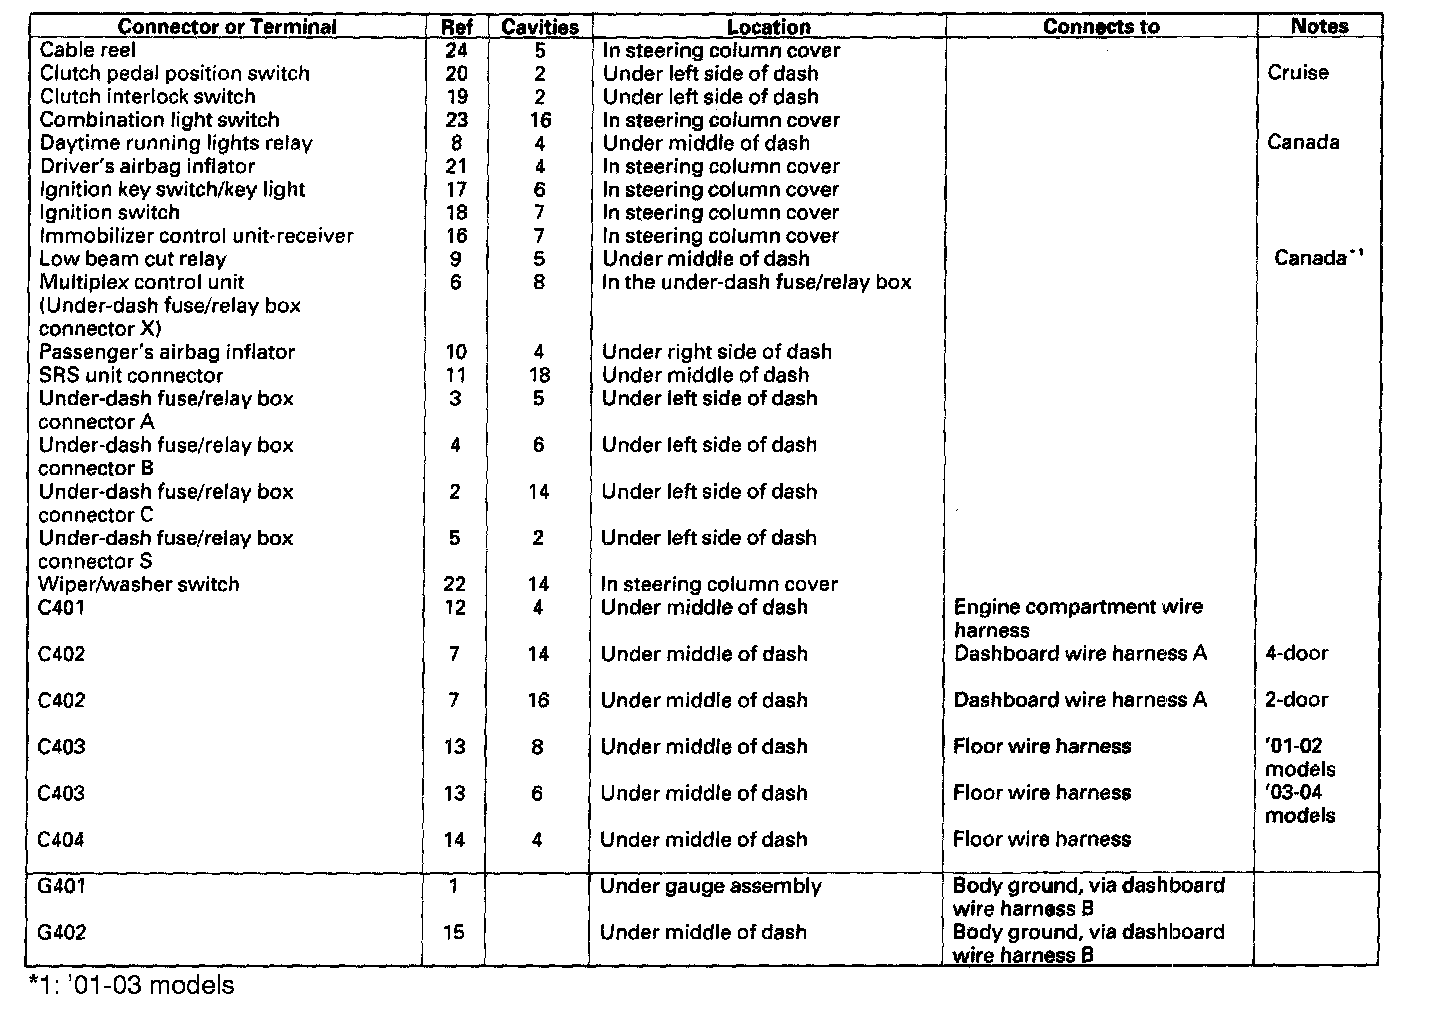 Connector or Terminal Ref Cavities Location Connects to Notes
Cable reel 24 5 In steering column cover
Clutch pedal position switch 20 2 Under left side of dash Cruise
Clutch interlock switch 19 2 Under left side of dash
Combination light switch 23 16 In steering column cover
Daytime running lights relay 8 4 Under middle of dash Canada
Driver's airbag inflator 21 4 In steering column cover
Ignition key switch/key light 17 6 In steering column cover
Ignition switch 18 7 In steering column cover
Immobilizer control unit-receiver 16 7 In steering column cover
Low beam cut relay 9 5 Under middle of dash Canada*1
Multiplex control unit 6 8 In the under-dash fuse/relay box
(Under-dash fuse/relay box
connector X)
Passenger's airbag inflator 10 4 Under right side of dash
SRS unit connector 11 18 Under middle of dash
Under-dash fuse/relay box 3 5 Under left side of dash
connector A
Under-dash fuse/relay box 4 6 Under left side of dash
connector B
Under-dash fuse/relay box 2 14 Under left side of dash
connector C
Under-dash fuse/relay box 5 2 Under left side of dash
connector S
Wiper/washer switch 22 14 In steering column cover
C401 12 4 Under middle of dash Engine compartment wire
harness
C402 7 14 Under middle of dash Dashboard wire harness A 4-door
C402 7 16 Under middle of dash Dashboard wire harness A 2-door
C403 13 8 Under middle of dash Floor wire harness '01-02
models
C403 13 6 Under middle of dash Floor wire harness '03-04
models
C404 14 4 Under middle of dash Floor wire harness
G401 1 Under gauge assembly Body ground, via dashboard
wire harness B
G402 15 Under middle of dash Body ground, via dashboard
wire harness B
*1: '01-03 models